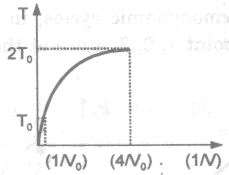 T
2T₀
T₀
(1/V₀) (4/V₀) (1/V)